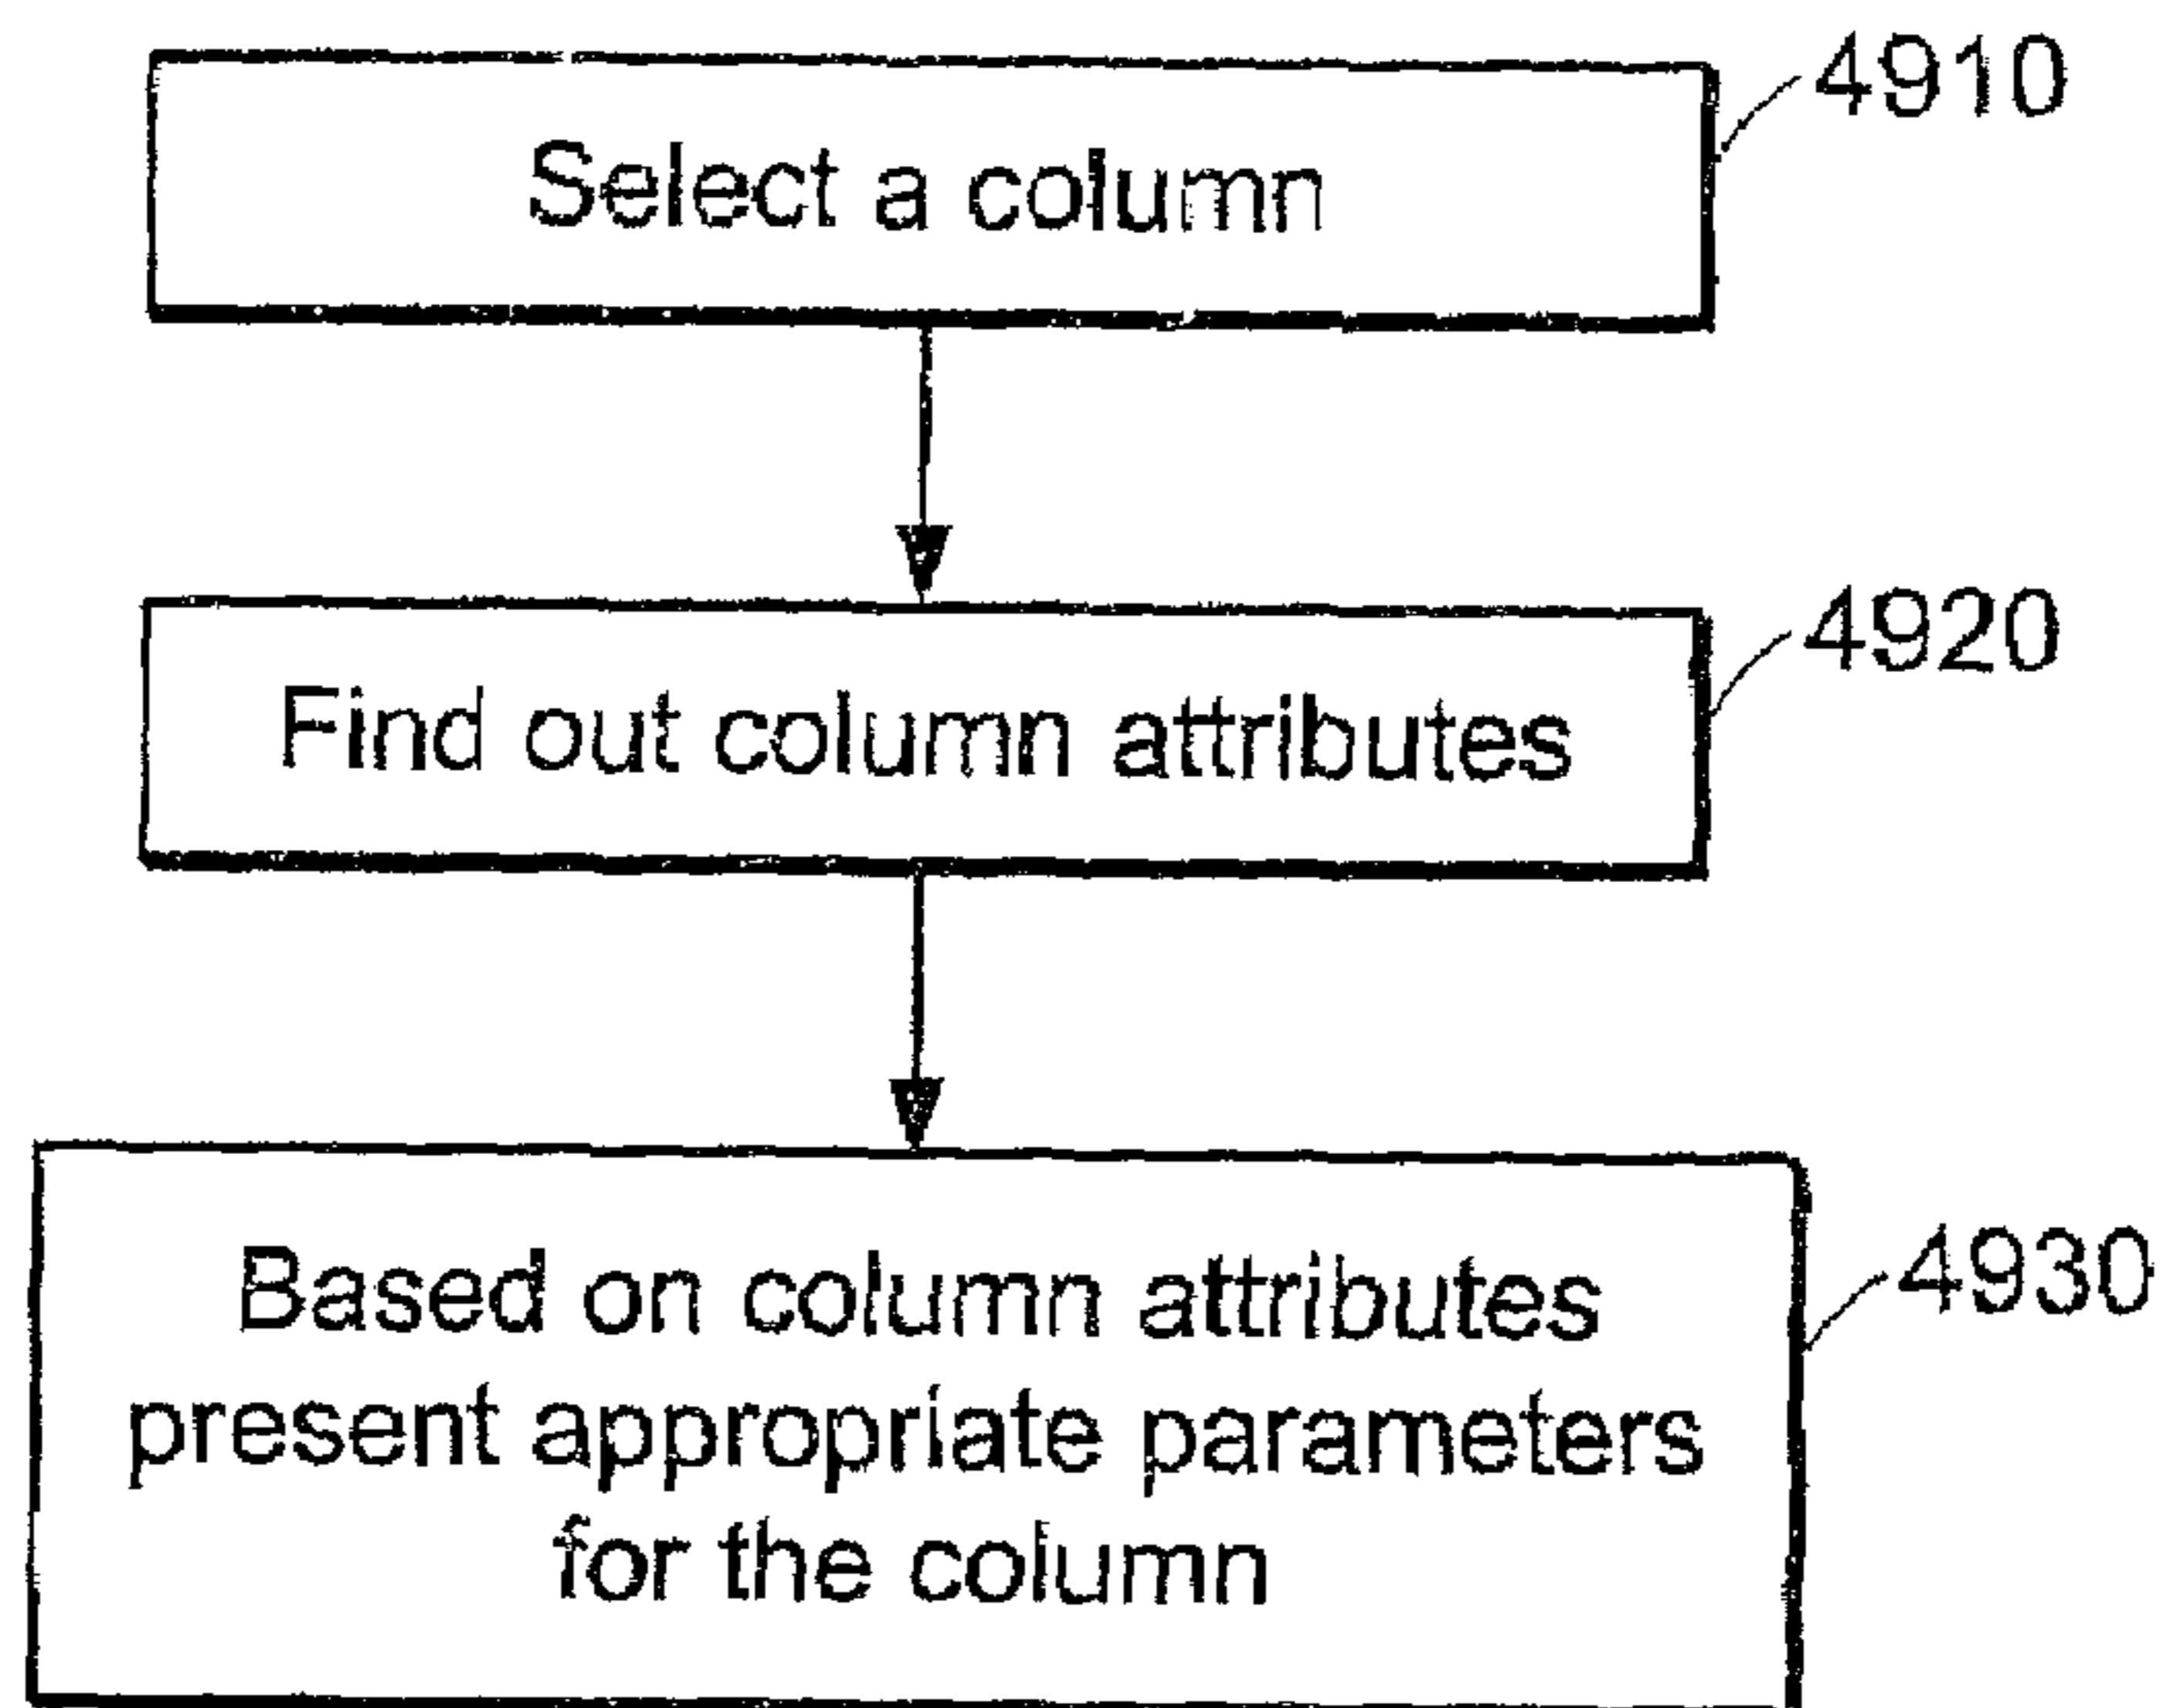 4910
Select a column
4920
Find out column attributes
4930
Based on column attributes
present appropriate parameters
for the column